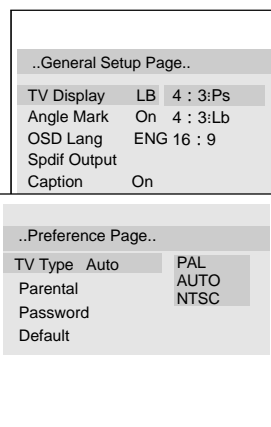 ..General Setup Page..
TV Display LB 4：3:Ps
Angle Mark On 4：3:Lb
OSD Lang ENG 16：9
Spdif Output
Caption On
..Preference Page..
TV Type Auto PAL
Parental AUTO
Password NTSC
Default